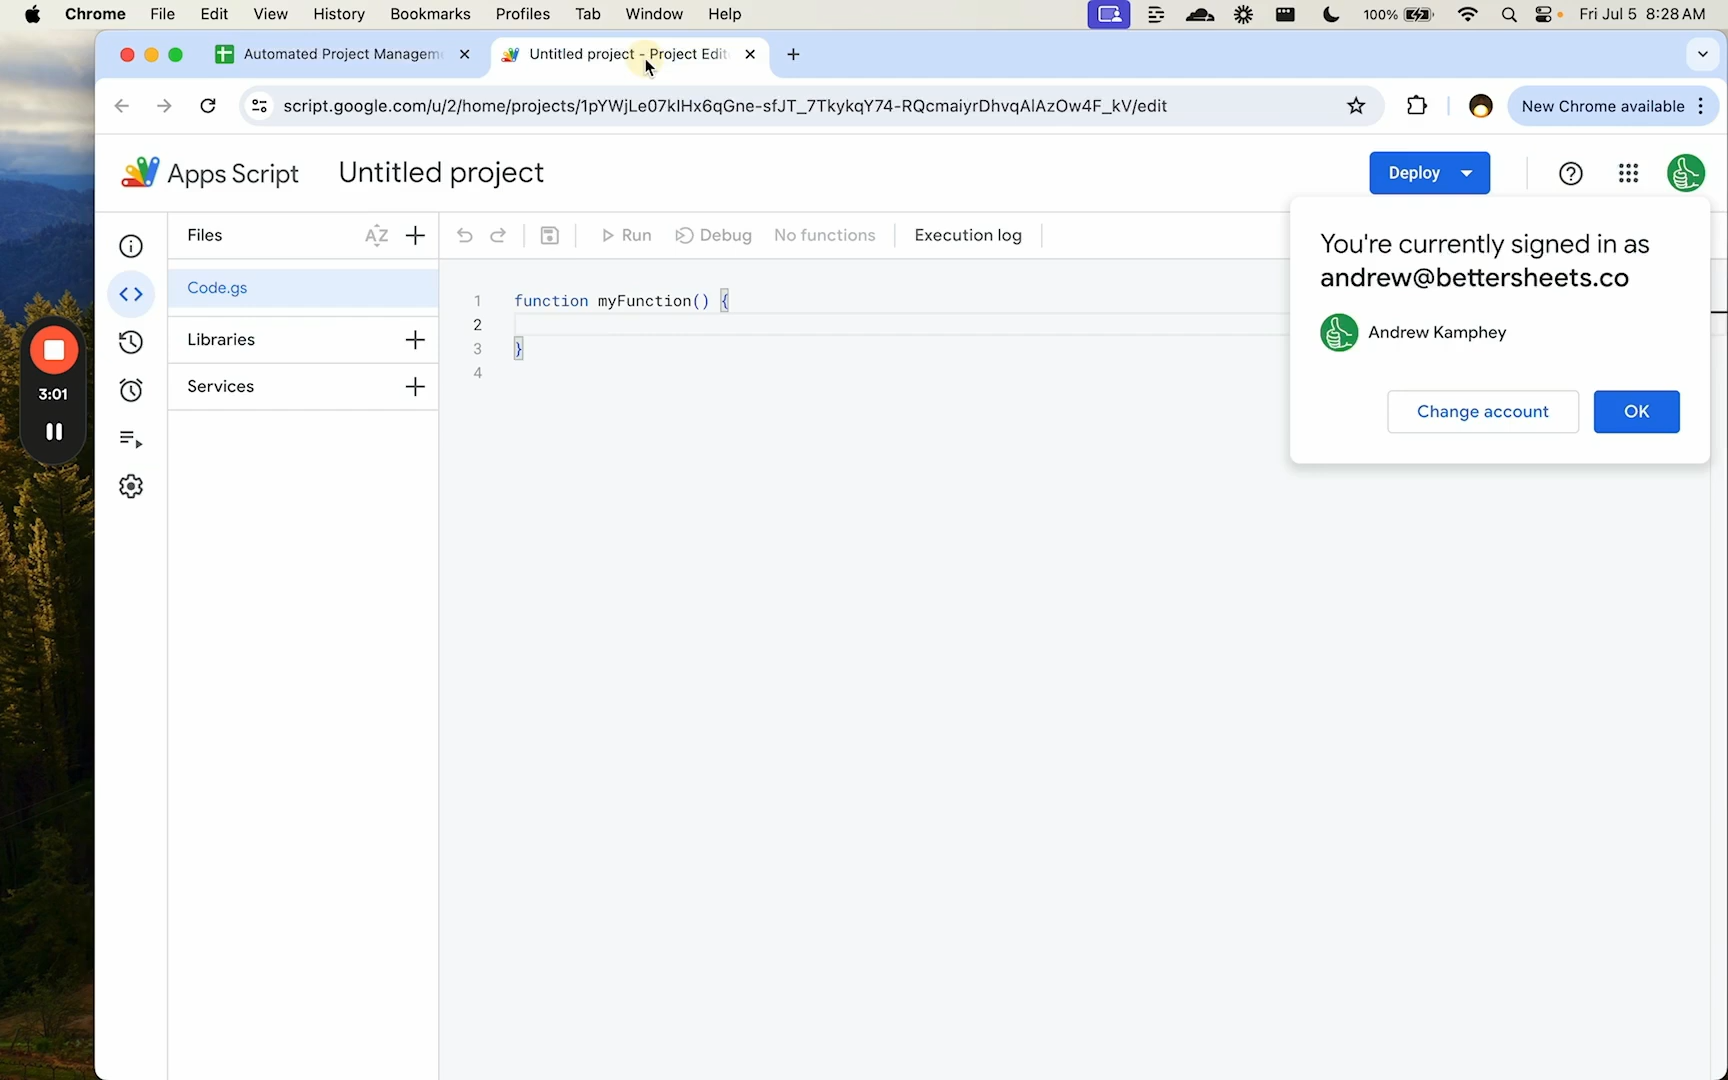 Chrome File Edit View History Bookmarks Profiles Tab Window Help 100% Fri Jul 5 8:28 AM
Automated Project Managem Untitled project - Project Edit
script.google.com/u/2/home/projects/1pYWjLe07kIHx6qGne-sfJT_7TkykqY74-RQcmaiyrDhvqAlAzOw4F_kV/edit New Chrome available
Apps Script Untitled project Deploy
Files AZ Run Debug No functions Execution log
You're currently signed in as
andrew@bettersheets.co
Andrew Kamphey
Change account OK
Code.gs
Libraries
Services
1 function myFunction() {
2
3 }
4
3:01